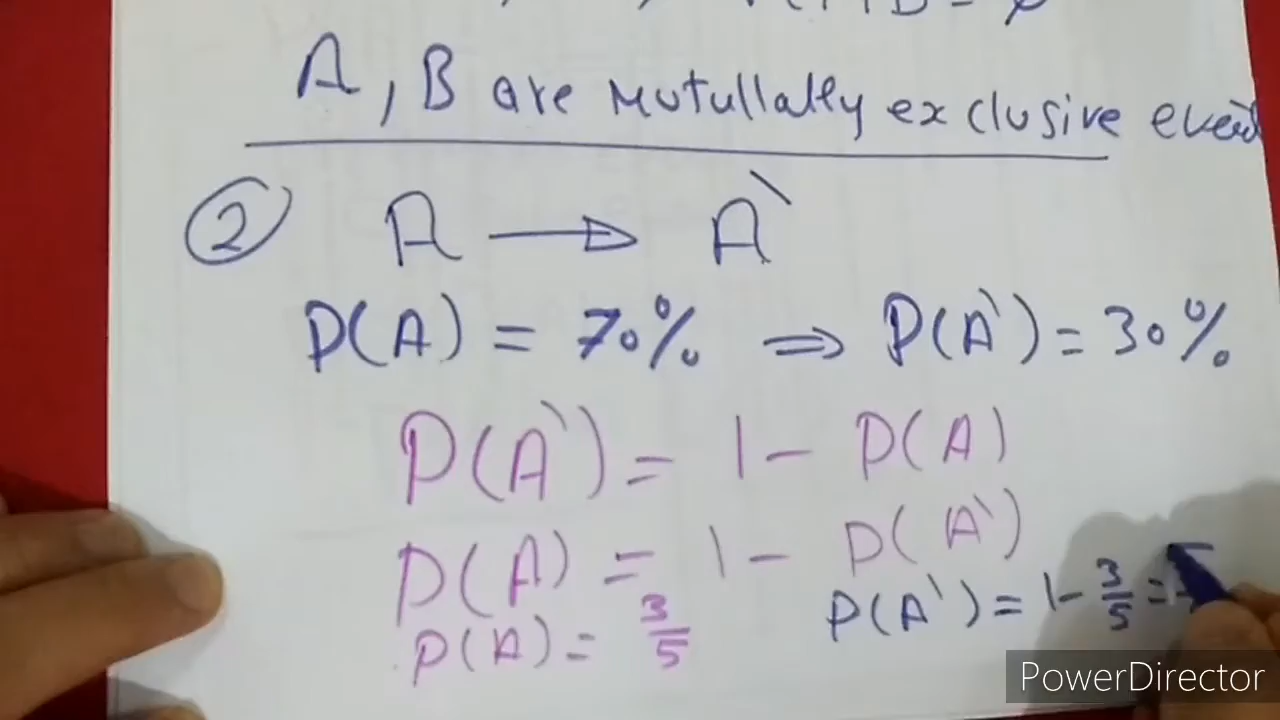 A, B are Mutullally exclusive
② A → A`
P(A) = 70% ⇒ P(A`) = 30%
P(A`) = 1 - P(A)
P(A) = 1 - P(A`)
P(A) = 3/5 P(A`) = 1 - 3/5 =
PowerDirector